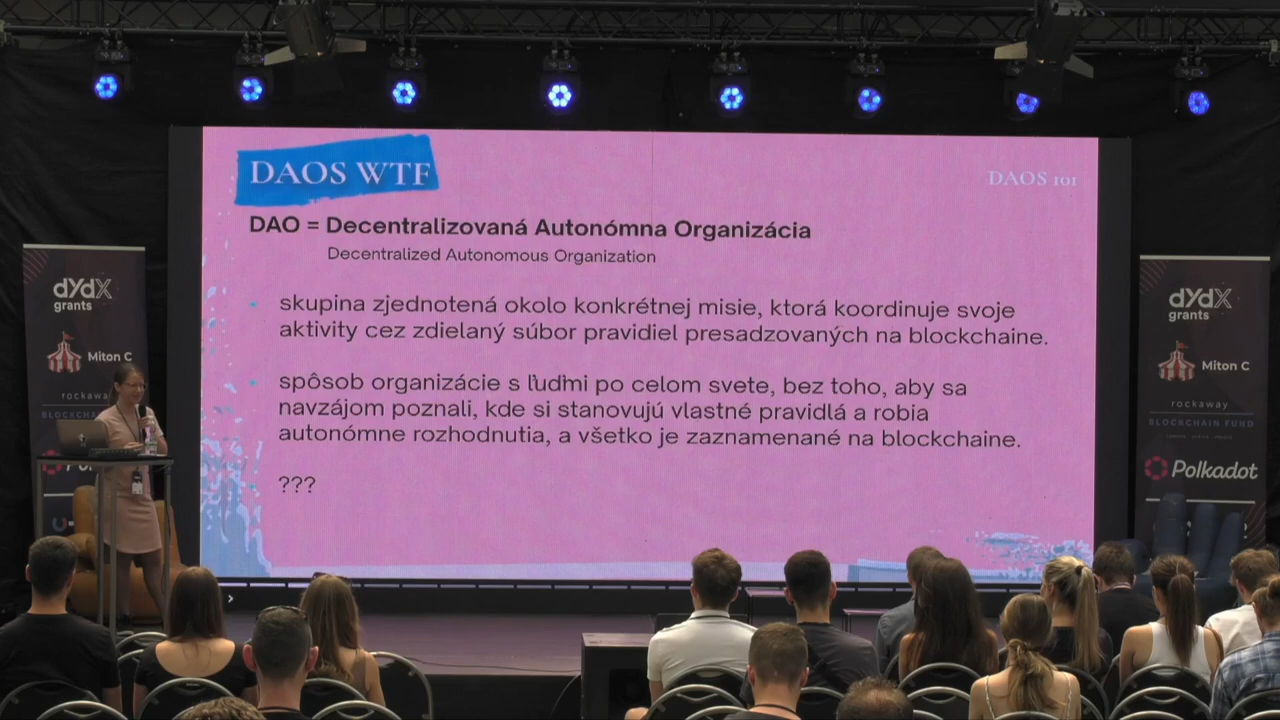 DAOS WTF
DAOS 101
DAO = Decentralizovaná Autonómna Organizácia
Decentralized Autonomous Organization
skupina zjednotená okolo konkrétnej misie, ktorá koordinuje svoje
aktivity cez zdielaný súbor pravidiel presadzovaných na blockchaine.
spôsob organizácie s ľuďmi po celom svete, bez toho, aby sa
navzájom poznali, kde si stanovujú vlastné pravidlá a robia
autonómne rozhodnutia, a všetko je zaznamenané na blockchaine.
???
dYdX
grants
Miton C
dYdX
grants
Miton C
rockaway
BLOCKCHAIN FUND
Polkadot